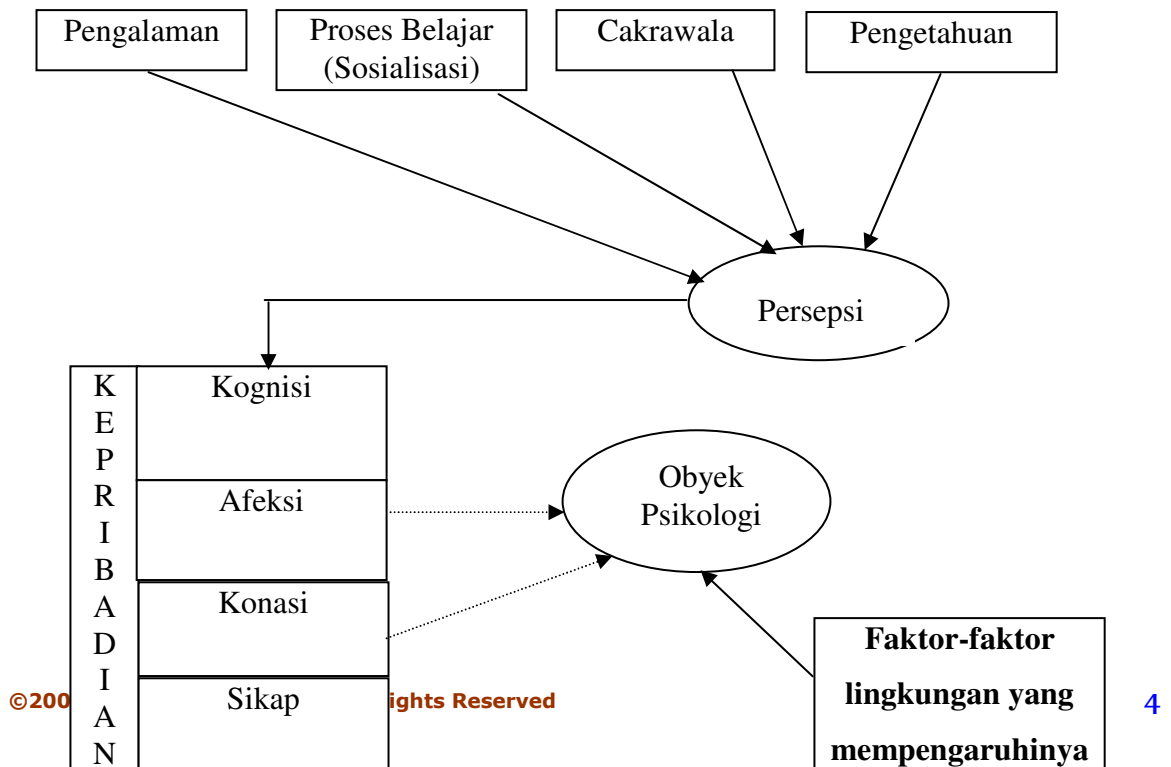 Pengalaman
Proses Belajar
(Sosialisasi)
Cakrawala
Pengetahuan
Persepsi
K
E
P
R
I
B
A
D
I
A
N
Kognisi
Afeksi
Konasi
Sikap
Obyek
Psikologi
Faktor-faktor
lingkungan yang
mempengaruhinya
©200 ights Reserved
4